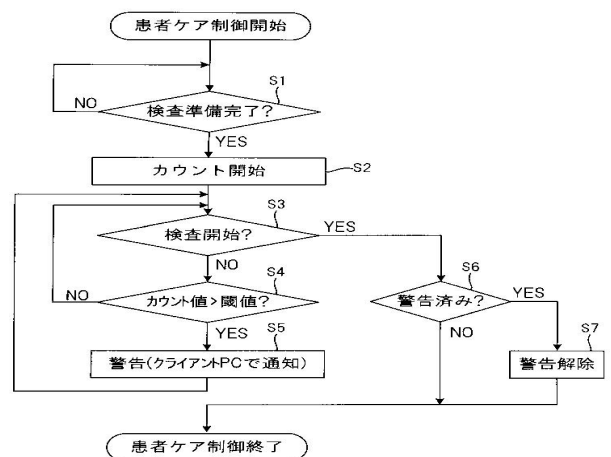 患者ケア制御開始
S1
検査準備完了?
NO
YES
カウント開始
S2
S3
検査開始?
YES
NO
S4
カウント値>閾値?
NO
YES
S6
警告済み?
YES
NO
S5
警告(クライアントPCで通知)
S7
警告解除
患者ケア制御終了